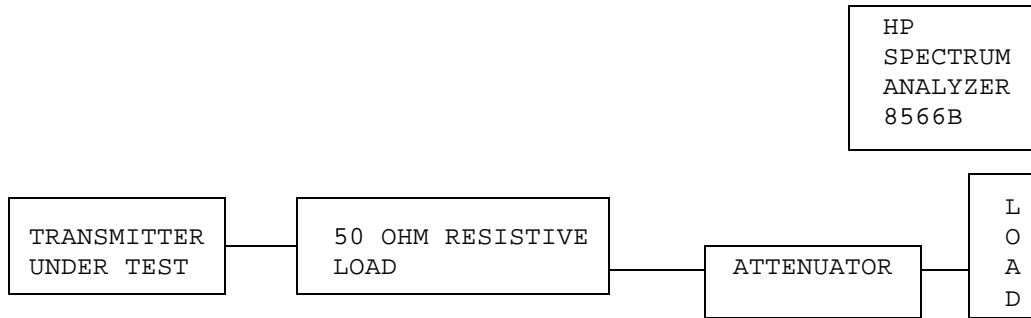 HP
SPECTRUM
ANALYZER
8566B
TRANSMITTER
UNDER TEST
50 OHM RESISTIVE
LOAD
ATTENUATOR
L
O
A
D